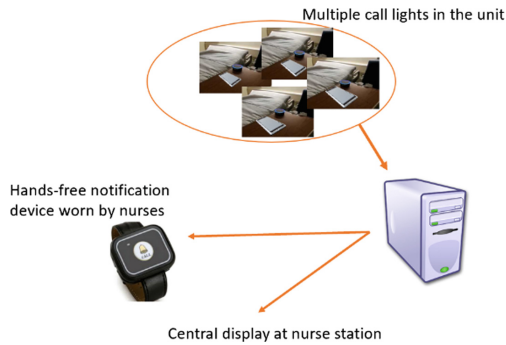 Multiple call lights in the unit
Hands-free notification
device worn by nurses
Central display at nurse station